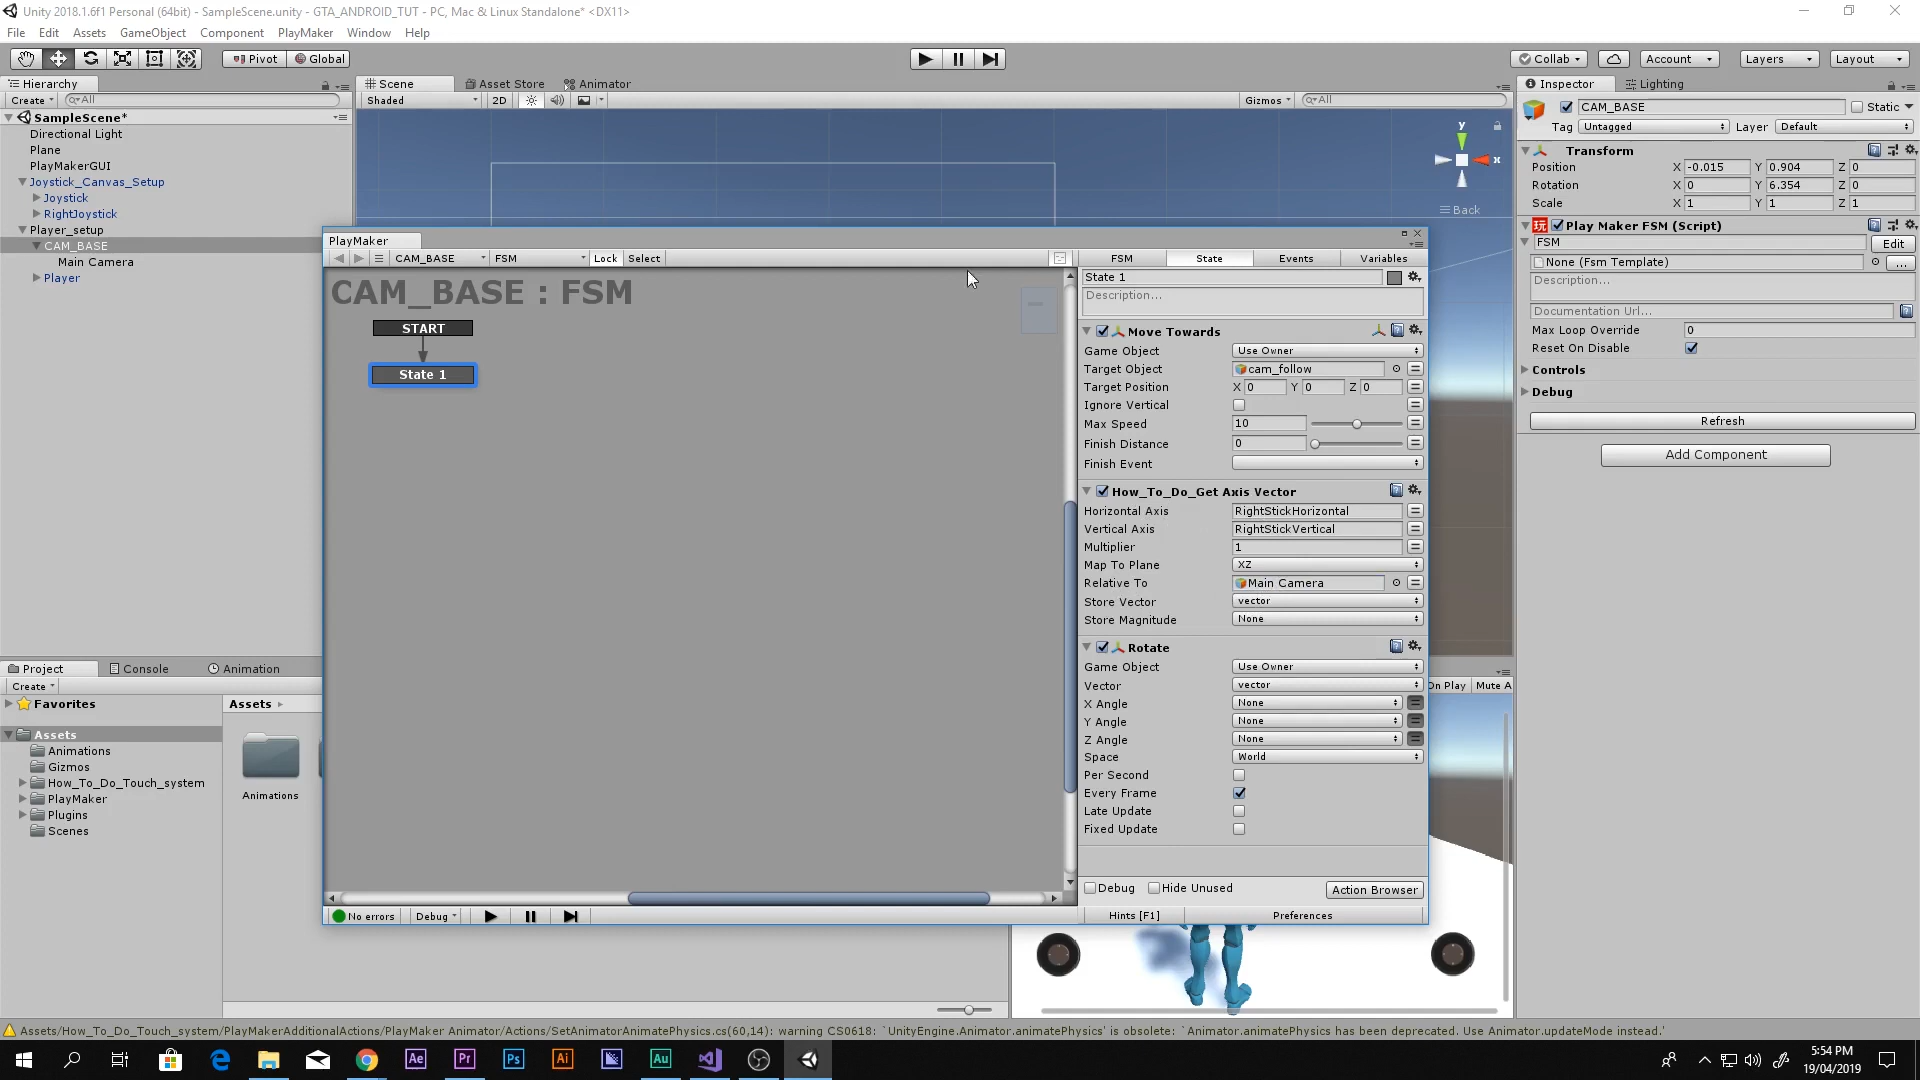 Unity 2018.1.6f1 Personal (64bit) - SampleScene.unity - GTA_ANDROID_TUT - PC, Mac & Linux Standalone* <DX11>
File Edit Assets GameObject Component PlayMaker Window Help
Pivot Global Collab Account Layers Layout
Hierarchy Scene Asset Store Animator Inspector Lighting
Create All Shaded 2D Gizmos All
SampleScene*
Directional Light
Plane
PlayMakerGUI
Joystick_Canvas_Setup
Joystick
RightJoystick
Player_setup
CAM_BASE
Main Camera
Player
y
x
Back
CAM_BASE Static
Tag Untagged Layer Default
Transform
Position X -0.015 Y 0.904 Z 0
Rotation X 0 Y 6.354 Z 0
Scale X 1 Y 1 Z 1
Play Maker FSM (Script)
FSM Edit
None (Fsm Template) ...
Description...
Documentation Url...
Max Loop Override 0
Reset On Disable
Controls
Debug
Refresh
Add Component
PlayMaker
CAM_BASE FSM Lock Select FSM State Events Variables
CAM_BASE : FSM
START
State 1
State 1
Description...
Move Towards
Game Object Use Owner
Target Object cam_follow
Target Position X 0 Y 0 Z 0
Ignore Vertical
Max Speed 10
Finish Distance 0
Finish Event
How_To_Do_Get Axis Vector
Horizontal Axis RightStickHorizontal
Vertical Axis RightStickVertical
Multiplier 1
Map To Plane XZ
Relative To Main Camera
Store Vector vector
Store Magnitude None
Rotate
Game Object Use Owner
Vector vector
X Angle None
Y Angle None
Z Angle None
Space World
Per Second
Every Frame
Late Update
Fixed Update
Debug Hide Unused Action Browser
No errors Debug Hints [F1] Preferences
On Play Mute A
Project Console Animation
Create
Favorites Assets
Assets
Animations
Gizmos
How_To_Do_Touch_system
PlayMaker
Plugins
Scenes
Animations
Assets/How_To_Do_Touch_system/PlayMakerAdditionalActions/PlayMaker Animator/Actions/SetAnimatorAnimatePhysics.cs(60,14): warning CS0618: `UnityEngine.Animator.animatePhysics' is obsolete: `Animator.animatePhysics has been deprecated. Use Animator.updateMode instead.'
Ae Pr Ps Ai Au
5:54 PM
19/04/2019